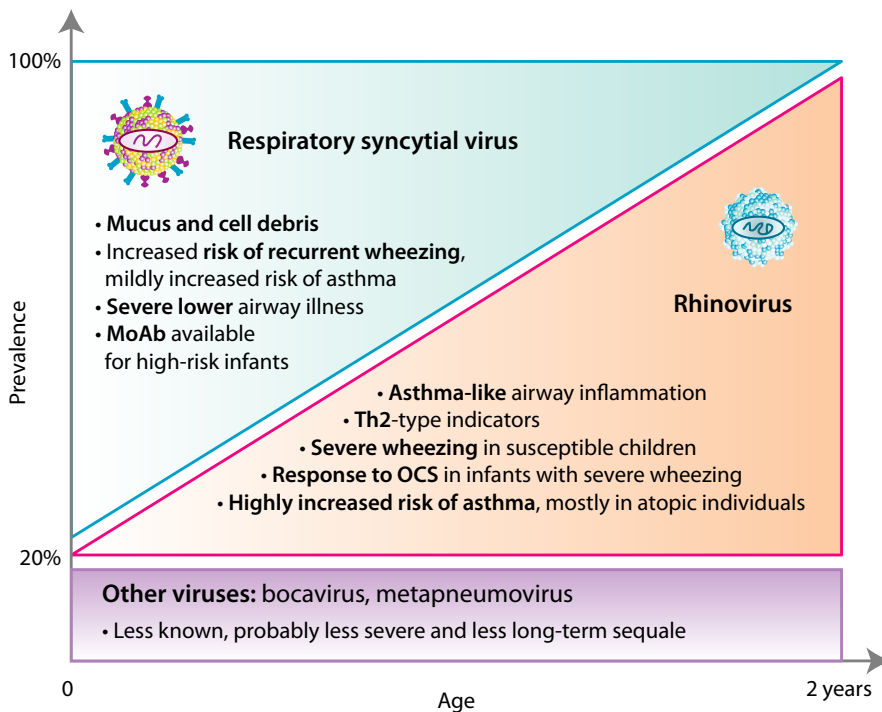 100%
Respiratory syncytial virus
• Mucus and cell debris
• Increased risk of recurrent wheezing,
mildly increased risk of asthma
• Severe lower airway illness
• MoAb available
for high-risk infants
Rhinovirus
Prevalence
• Asthma-like airway inflammation
• Th2-type indicators
• Severe wheezing in susceptible children
• Response to OCS in infants with severe wheezing
• Highly increased risk of asthma, mostly in atopic individuals
20%
Other viruses: bocavirus, metapneumovirus
• Less known, probably less severe and less long-term sequale
0
Age
2 years